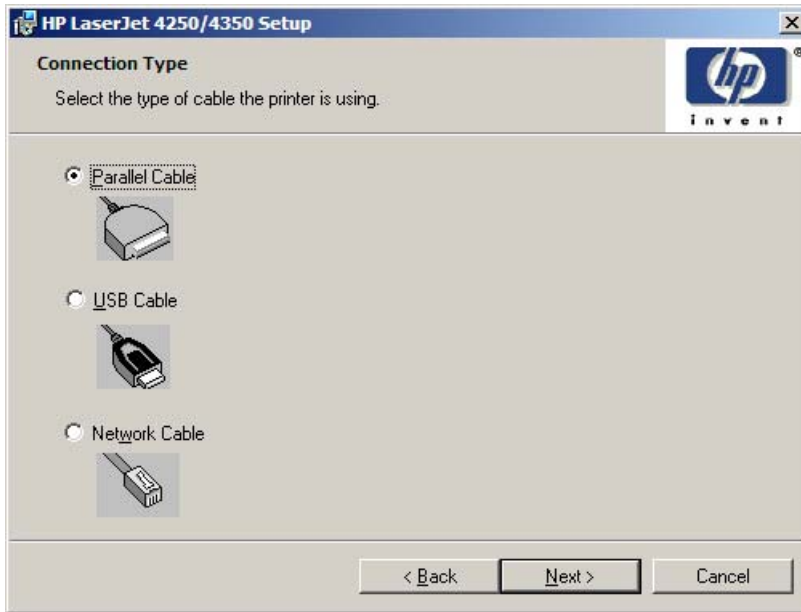 HP LaserJet 4250/4350 Setup
Connection Type
Select the type of cable the printer is using.
hp
®
invent
Parallel Cable
USB Cable
Network Cable
< Back
Next >
Cancel